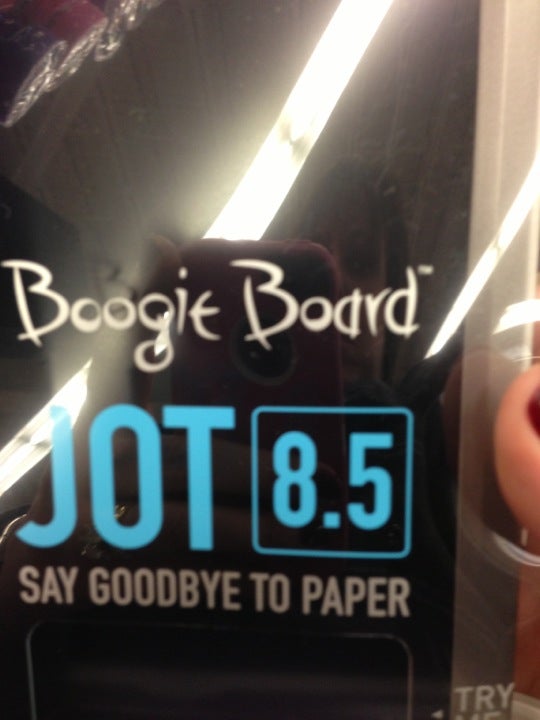 Boogie Board™
JOT 8.5
SAY GOODBYE TO PAPER
TRY